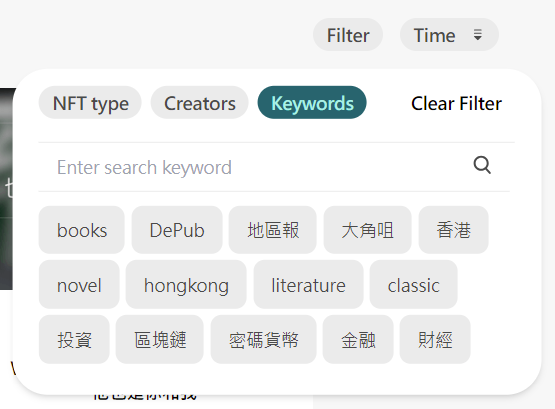 Filter Time
NFT type Creators Keywords Clear Filter
Enter search keyword
books DePub 地區報 大角咀 香港
novel hongkong literature classic
投資 區塊鏈 密碼貨幣 金融 財經